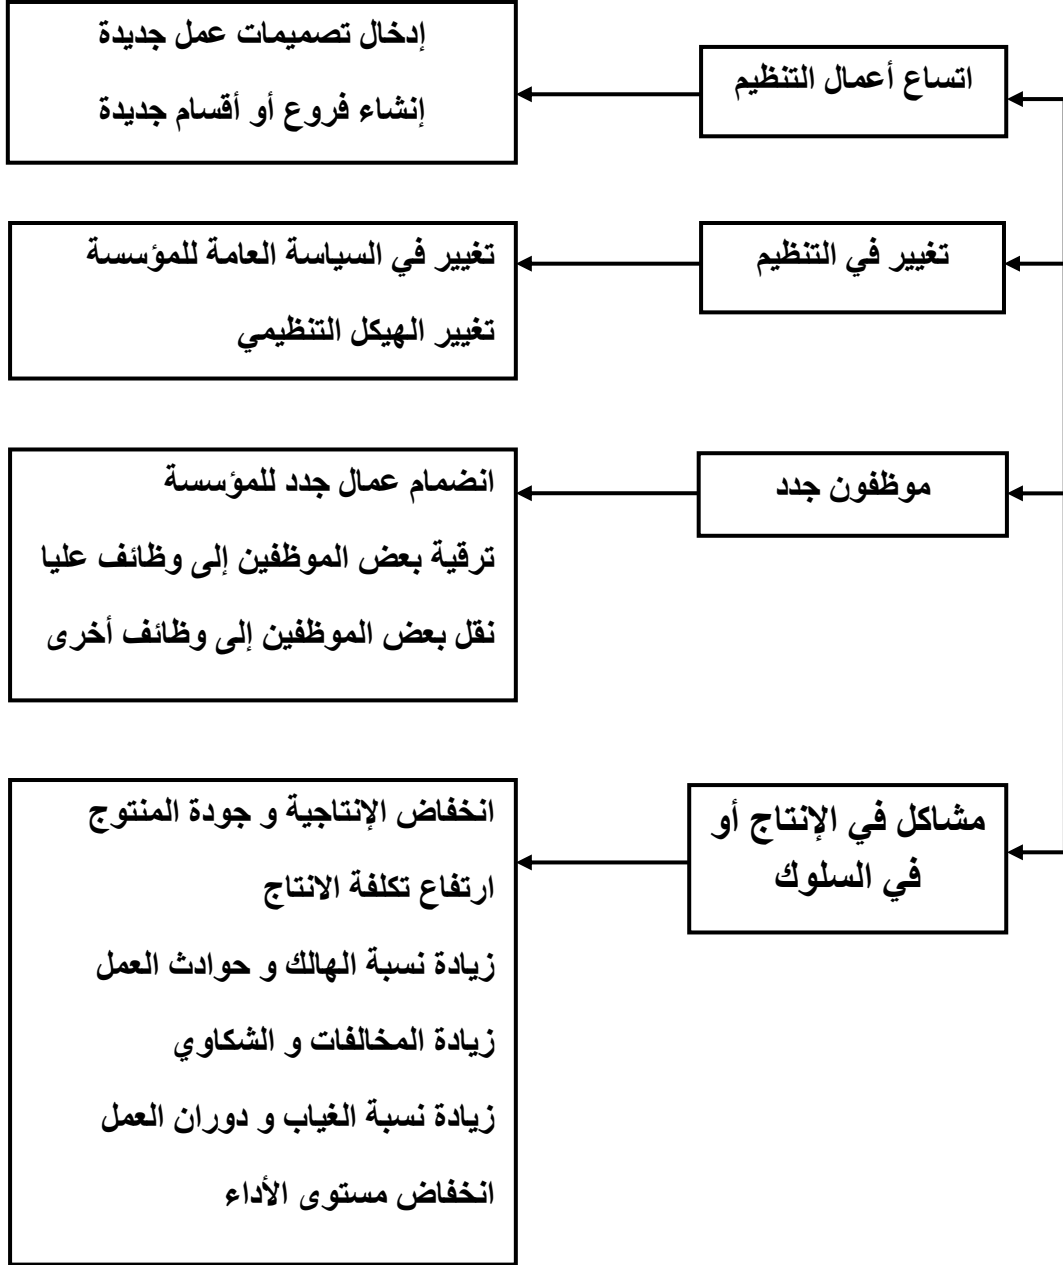 اتساع أعمال التنظيم
إدخال تصميمات عمل جديدة
إنشاء فروع أو أقسام جديدة
تغيير في التنظيم
تغيير في السياسة العامة للمؤسسة
تغيير الهيكل التنظيمي
موظفون جدد
انضمام عمال جدد للمؤسسة
ترقية بعض الموظفين إلى وظائف عليا
نقل بعض الموظفين إلى وظائف أخرى
مشاكل في الإنتاج أو
في السلوك
انخفاض الإنتاجية و جودة المنتوج
ارتفاع تكلفة الانتاج
زيادة نسبة الهالك و حوادث العمل
زيادة المخالفات و الشكاوي
زيادة نسبة الغياب و دوران العمل
انخفاض مستوى الأداء